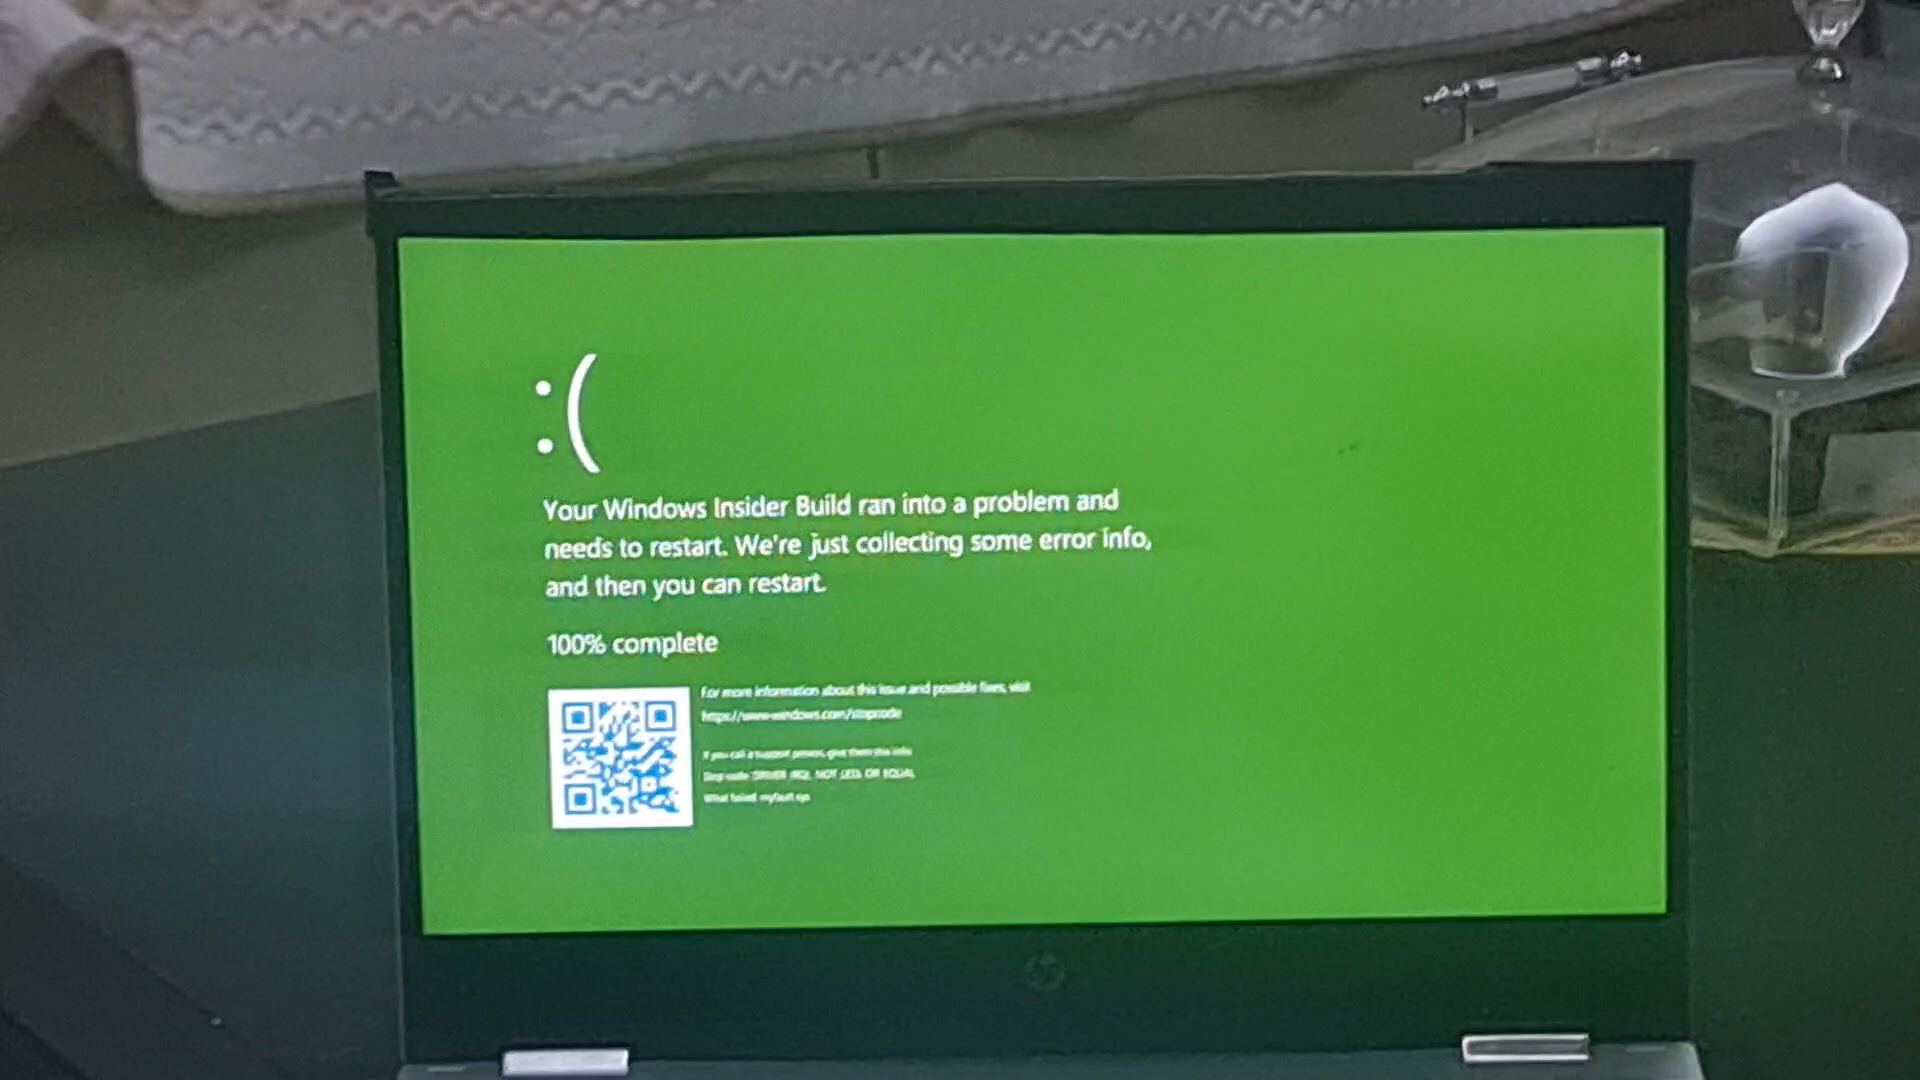 :(
Your Windows Insider Build ran into a problem and
needs to restart. We're just collecting some error info,
and then you can restart.
100% complete
For more information about this issue and possible fixes, visit
https://www.windows.com/stopcode
If you call a support person, give them this info:
Stop code: DRIVER IRQL NOT LESS OR EQUAL
What failed: myfault.sys
hp